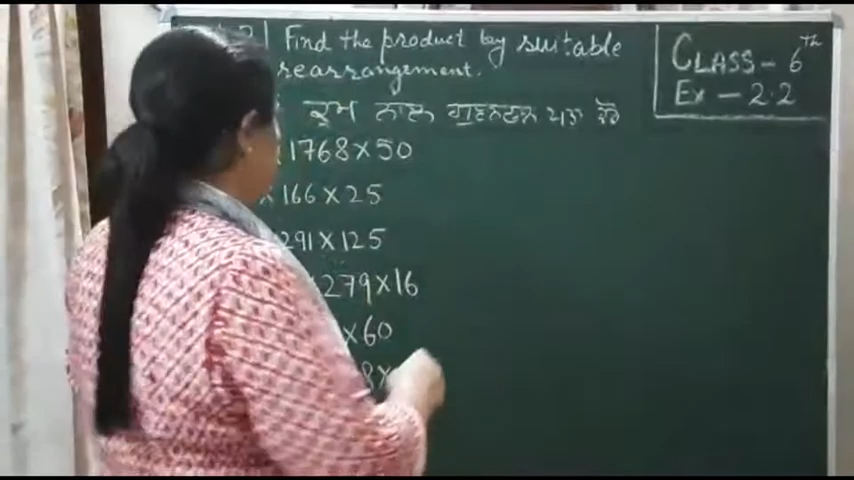 Find the product by suitable
rearrangement.
ਕ੍ਰਮ ਨਾਲ ਗੁਣਨਫਲ ਪਤਾ ਕਰੋ
1768×50
×166×25
291×125
279×16
×60
8×
CLASS - 6TH
Ex - 2.2